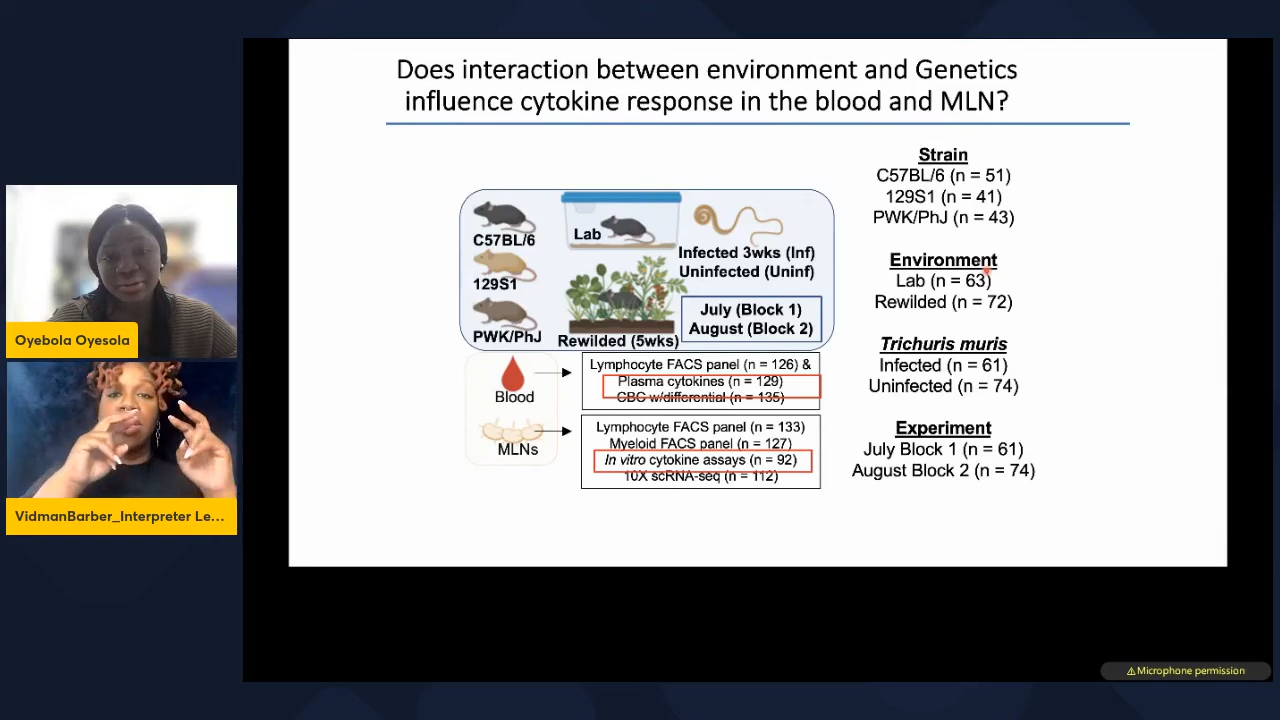 Does interaction between environment and Genetics
influence cytokine response in the blood and MLN?
C57BL/6
129S1
PWK/PhJ
Lab
Rewilded (5wks)
Infected 3wks (Inf)
Uninfected (Uninf)
July (Block 1)
August (Block 2)
Blood
Lymphocyte FACS panel (n = 126) &
Plasma cytokines (n = 129)
CBC w/differential (n = 135)
MLNs
Lymphocyte FACS panel (n = 133)
Myeloid FACS panel (n = 127)
In vitro cytokine assays (n = 92)
10X scRNA-seq (n = 112)
Strain
C57BL/6 (n = 51)
129S1 (n = 41)
PWK/PhJ (n = 43)
Environment
Lab (n = 63)
Rewilded (n = 72)
Trichuris muris
Infected (n = 61)
Uninfected (n = 74)
Experiment
July Block 1 (n = 61)
August Block 2 (n = 74)
Oyebola Oyesola
VidmanBarber_Interpreter Le...
⚠Microphone permission